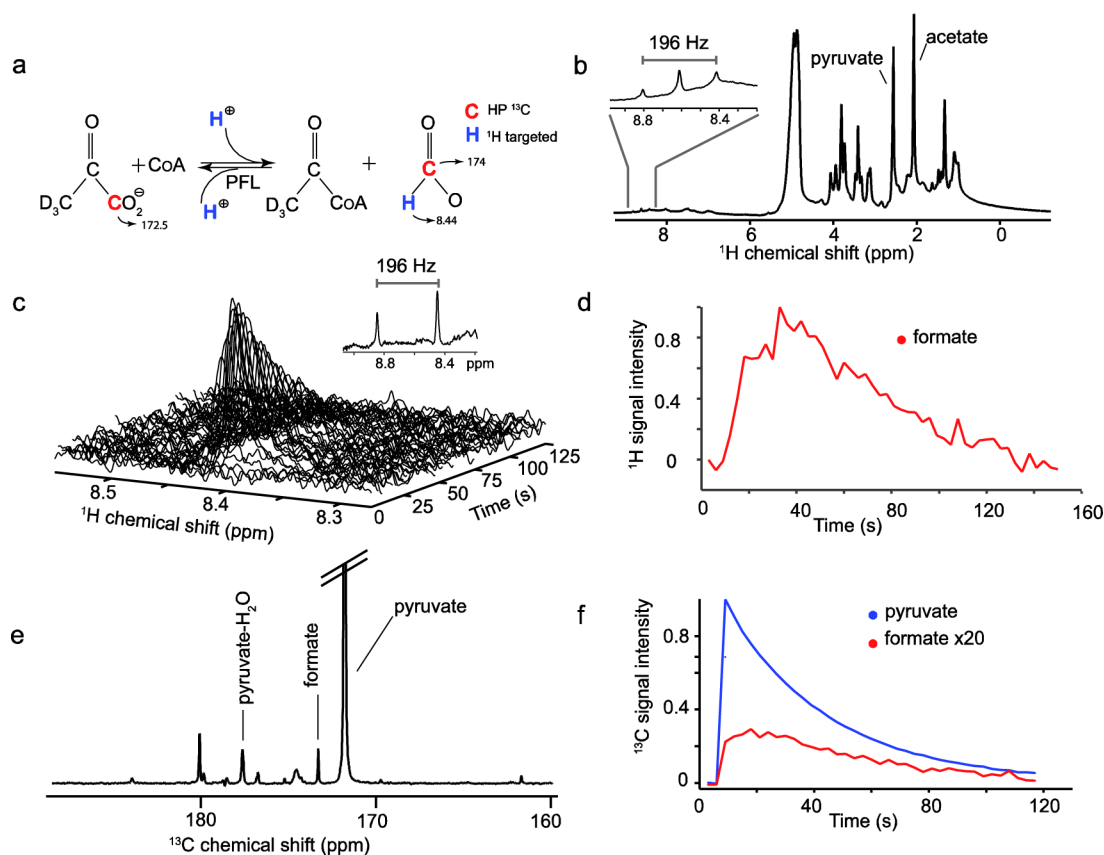 a
H⊕
C HP ¹³C
H ¹H targeted
O
O
+ CoA
+
C
174
PFL
D₃
CO₂⊖
H⊕
D₃
CoA
H
O
172.5
8.44
b
196 Hz
8.8 8.4
pyruvate
acetate
8 6 4 2 0
¹H chemical shift (ppm)
c
196 Hz
8.8 8.4
ppm
8.5 8.4 8.3
¹H chemical shift (ppm)
0 25 50 75 100 125
Time (s)
d
¹H signal intensity
0.8
0.4
0
formate
0 40 80 120 160
Time (s)
e
pyruvate-H₂O
formate
pyruvate
180 170 160
¹³C chemical shift (ppm)
f
¹³C signal intensity
0.8
0.4
0
pyruvate
formate x20
0 40 80 120
Time (s)